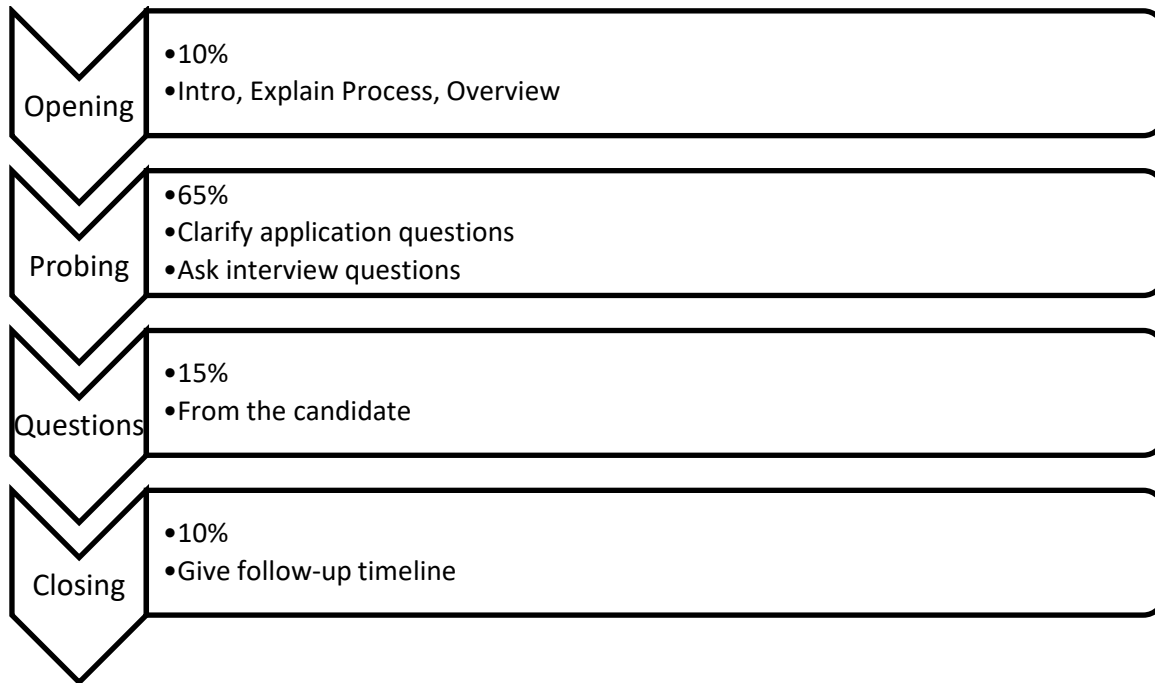 Opening
•10%
•Intro, Explain Process, Overview
Probing
•65%
•Clarify application questions
•Ask interview questions
Questions
•15%
•From the candidate
Closing
•10%
•Give follow-up timeline